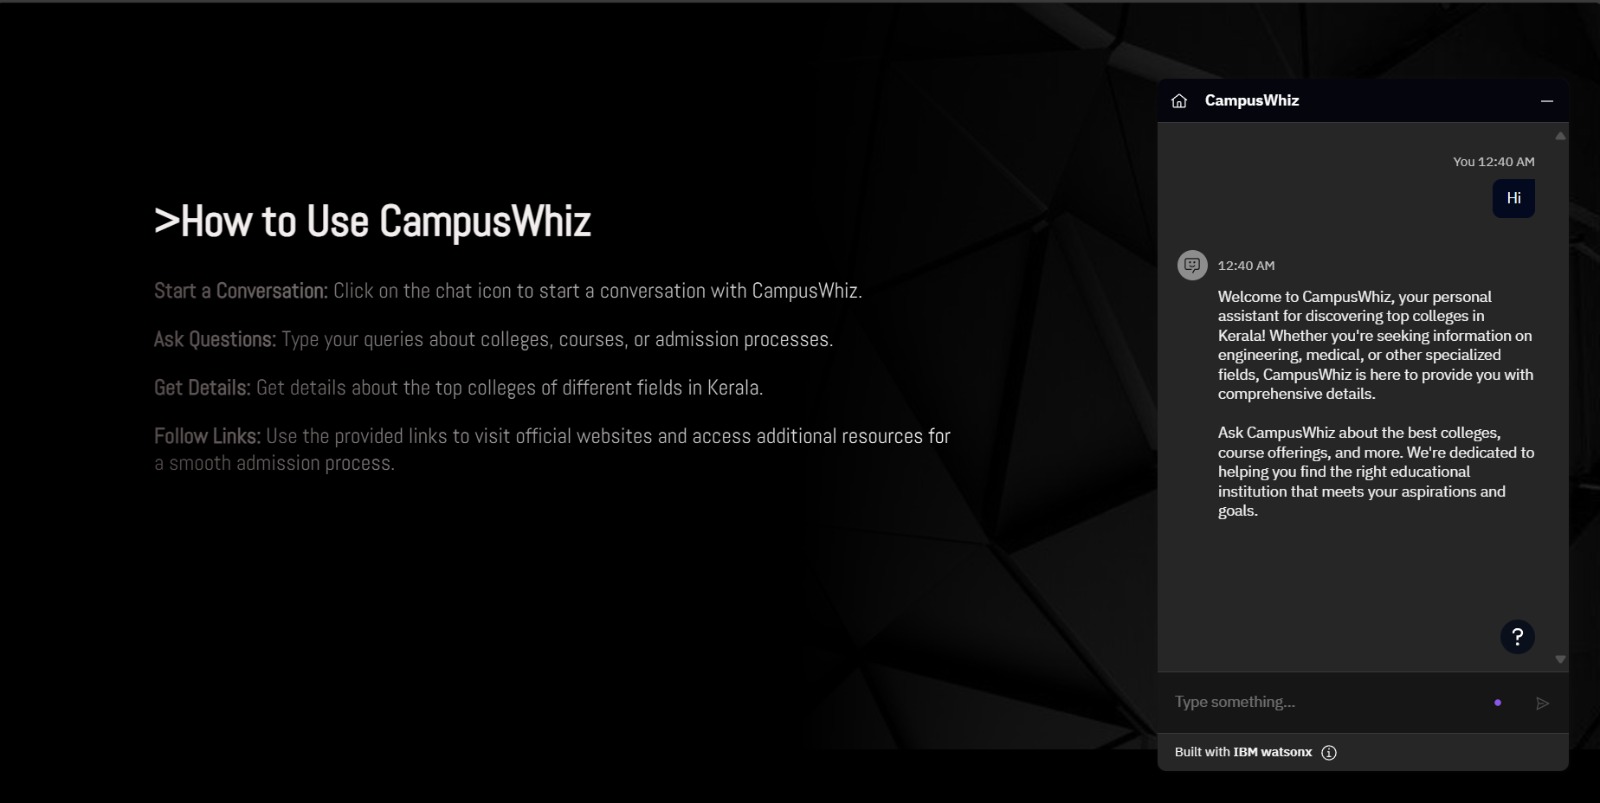 >How to Use CampusWhiz
Start a Conversation: Click on the chat icon to start a conversation with CampusWhiz.
Ask Questions: Type your queries about colleges, courses, or admission processes.
Get Details: Get details about the top colleges of different fields in Kerala.
Follow Links: Use the provided links to visit official websites and access additional resources for
a smooth admission process.
CampusWhiz
You 12:40 AM
Hi
12:40 AM
Welcome to CampusWhiz, your personal
assistant for discovering top colleges in
Kerala! Whether you're seeking information on
engineering, medical, or other specialized
fields, CampusWhiz is here to provide you with
comprehensive details.
Ask CampusWhiz about the best colleges,
course offerings, and more. We're dedicated to
helping you find the right educational
institution that meets your aspirations and
goals.
?
Type something...
Built with IBM watsonx